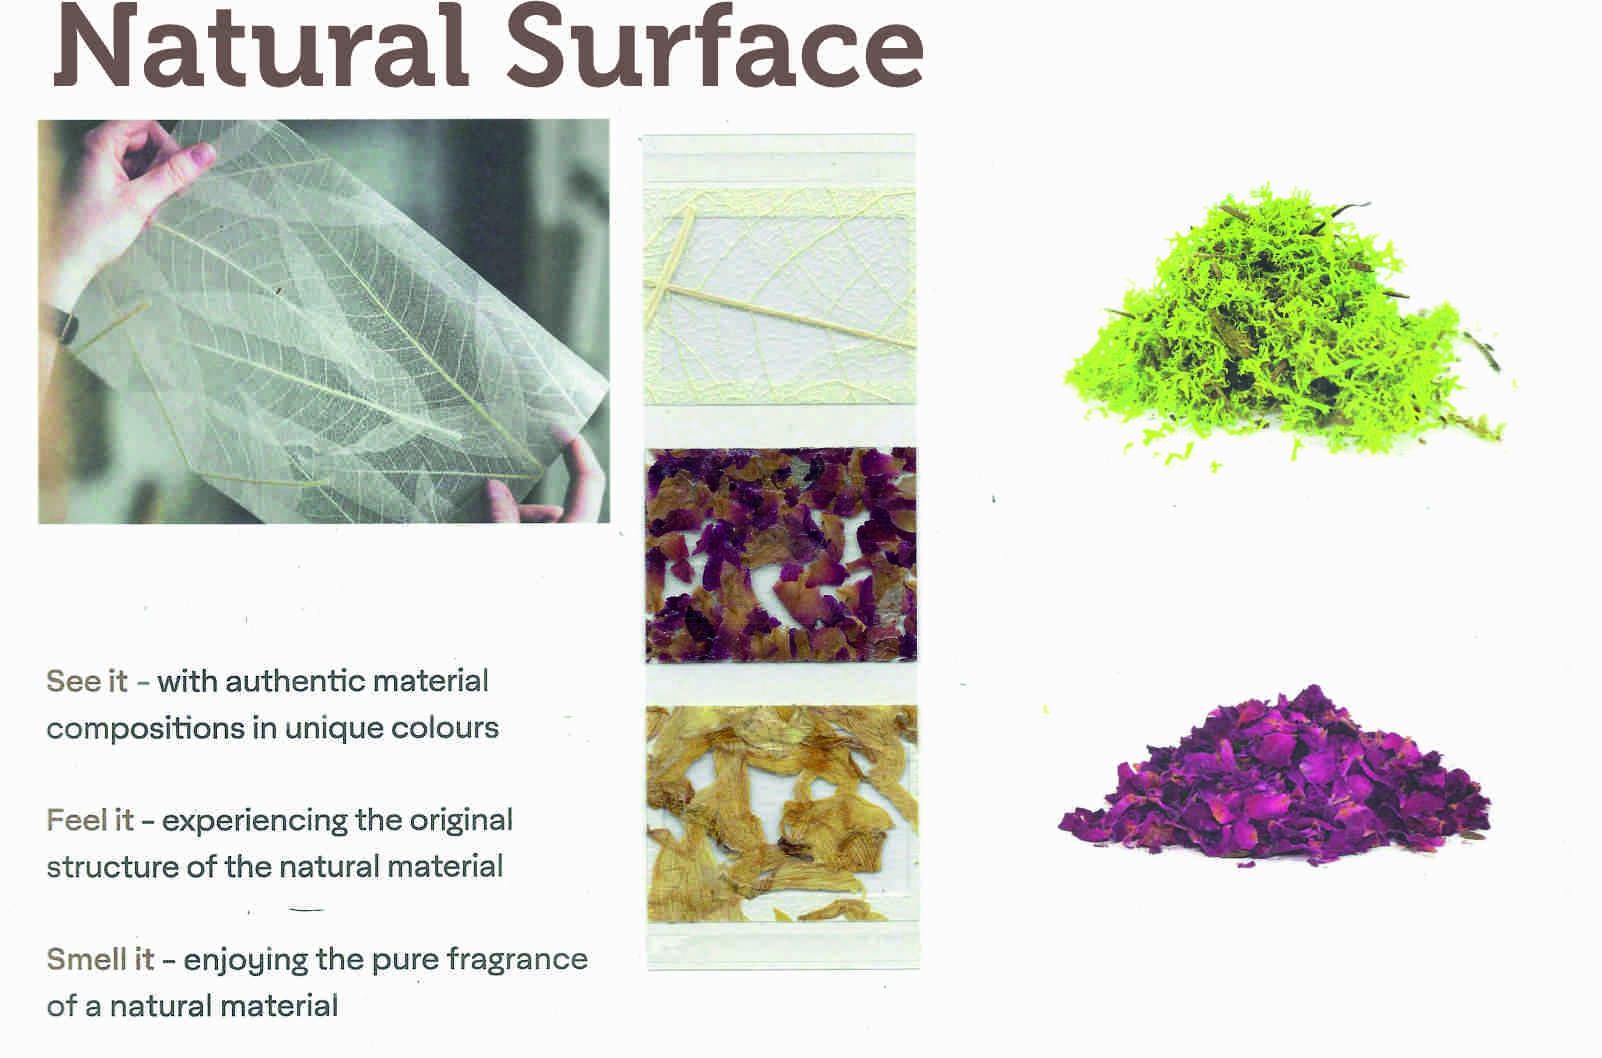 Natural Surface
See it – with authentic material
compositions in unique colours
Feel it – experiencing the original
structure of the natural material
Smell it – enjoying the pure fragrance
of a natural material